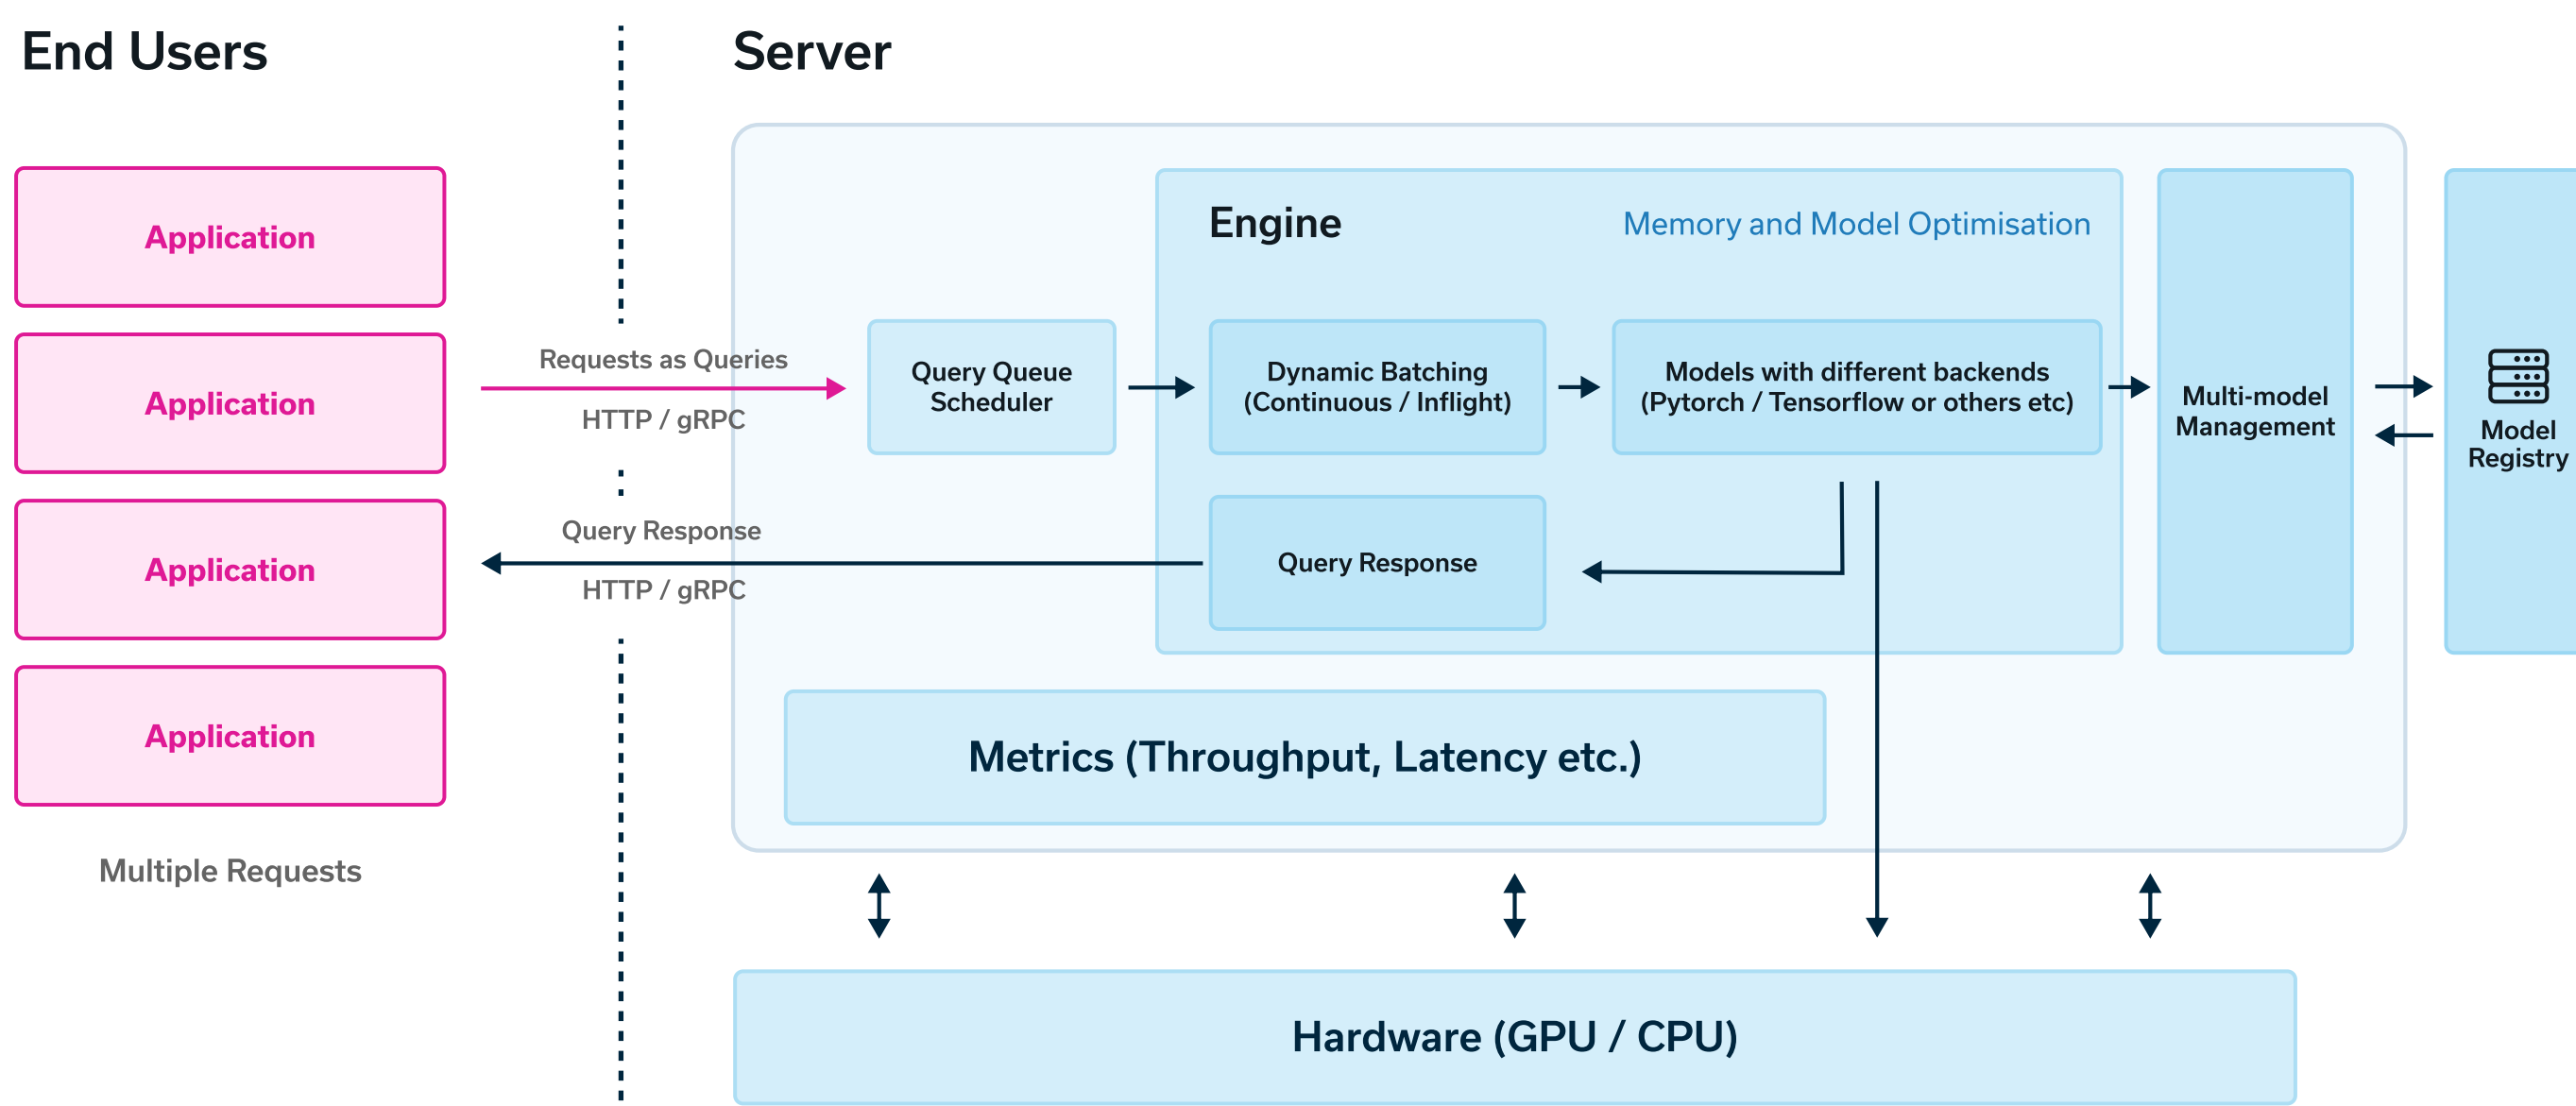 End Users
Server
Application
Application
Application
Application
Multiple Requests
Requests as Queries
HTTP / gRPC
Query Response
HTTP / gRPC
Query Queue
Scheduler
Engine
Memory and Model Optimisation
Dynamic Batching
(Continuous / Inflight)
Models with different backends
(Pytorch / Tensorflow or others etc)
Query Response
Multi-model
Management
Model
Registry
Metrics (Throughput, Latency etc.)
Hardware (GPU / CPU)